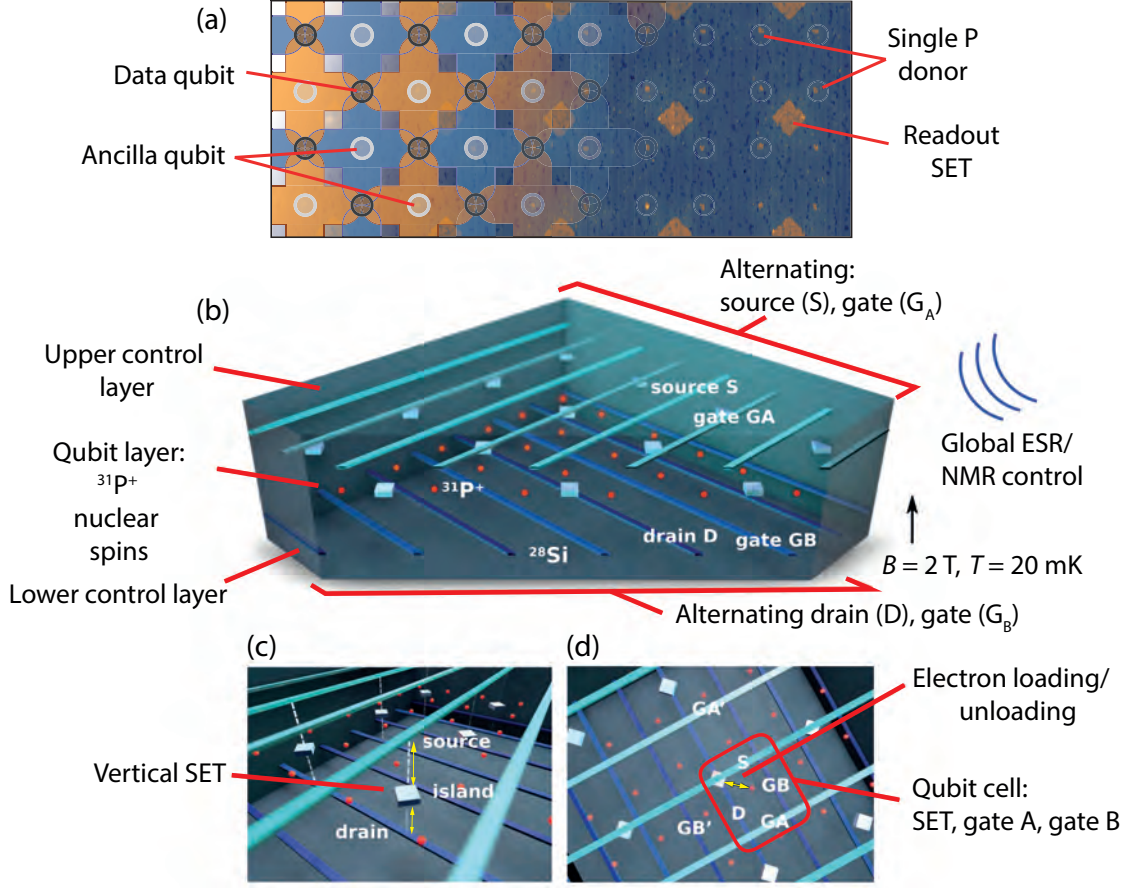 (a)
Data qubit
Ancilla qubit
Single P
donor
Readout
SET
(b)
Alternating:
source (S), gate (G_A)
Upper control
layer
Qubit layer:
³¹P⁺
nuclear
spins
Lower control layer
source S
gate GA
³¹P⁺
²⁸Si
drain D
gate GB
Global ESR/
NMR control
B = 2 T, T = 20 mK
Alternating drain (D), gate (G_B)
(c)
Vertical SET
source
island
drain
(d)
GA'
S
GB
D
GB'
GA
Electron loading/
unloading
Qubit cell:
SET, gate A, gate B